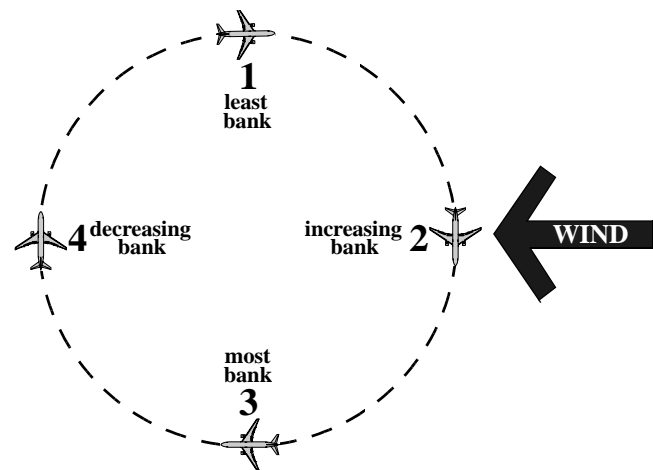 1
least
bank
4 decreasing
bank
increasing 2
bank
WIND
most
bank
3